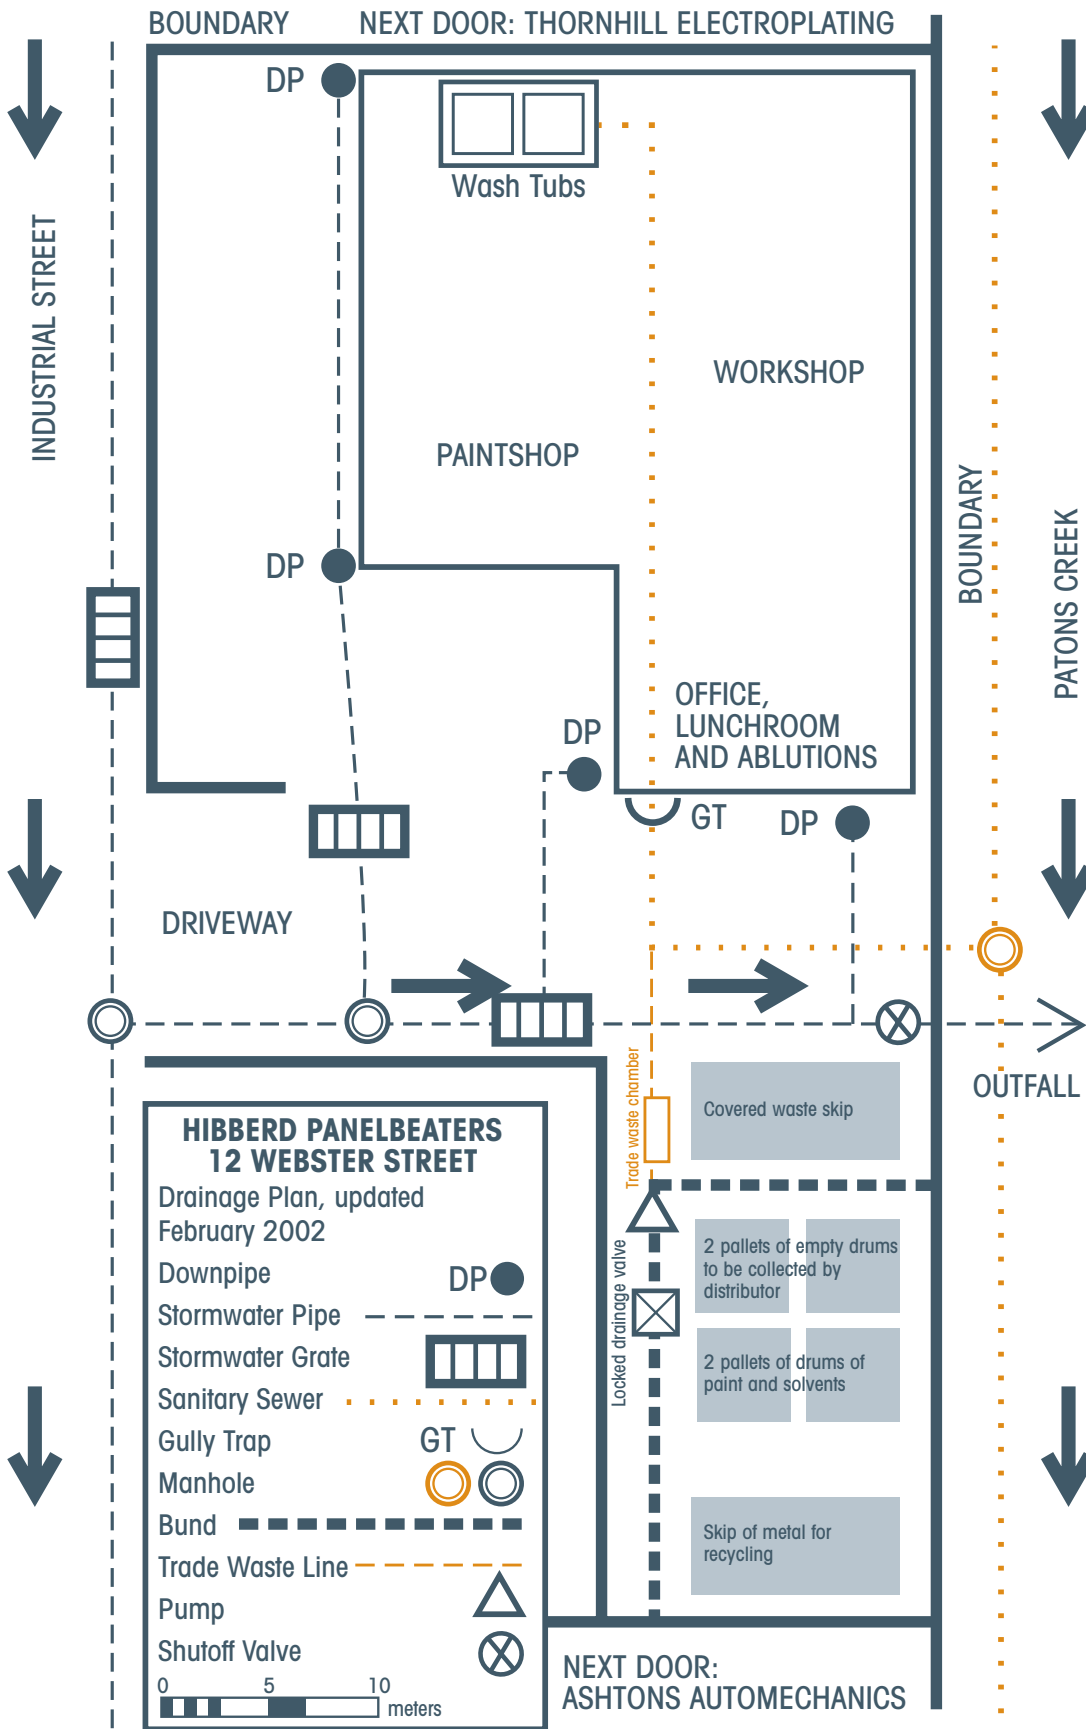 BOUNDARY
NEXT DOOR: THORNHILL ELECTROPLATING
DP
Wash Tubs
INDUSTRIAL STREET
WORKSHOP
PAINTSHOP
BOUNDARY
PATONS CREEK
DP
OFFICE,
LUNCHROOM
AND ABLUTIONS
DP
GT
DP
DRIVEWAY
OUTFALL
Trade waste chamber
Covered waste skip
Locked drainage valve
2 pallets of empty drums
to be collected by
distributor
2 pallets of drums of
paint and solvents
Skip of metal for
recycling
HIBBERD PANELBEATERS
12 WEBSTER STREET
Drainage Plan, updated
February 2002
Downpipe DP
Stormwater Pipe
Stormwater Grate
Sanitary Sewer
Gully Trap GT
Manhole
Bund
Trade Waste Line
Pump
Shutoff Valve
0 5 10
meters
NEXT DOOR:
ASHTONS AUTOMECHANICS